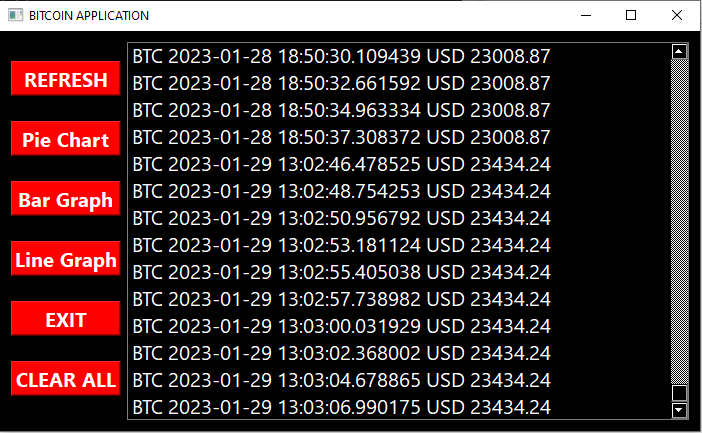 BITCOIN APPLICATION
REFRESH
Pie Chart
Bar Graph
Line Graph
EXIT
CLEAR ALL
BTC 2023-01-28 18:50:30.109439 USD 23008.87
BTC 2023-01-28 18:50:32.661592 USD 23008.87
BTC 2023-01-28 18:50:34.963334 USD 23008.87
BTC 2023-01-28 18:50:37.308372 USD 23008.87
BTC 2023-01-29 13:02:46.478525 USD 23434.24
BTC 2023-01-29 13:02:48.754253 USD 23434.24
BTC 2023-01-29 13:02:50.956792 USD 23434.24
BTC 2023-01-29 13:02:53.181124 USD 23434.24
BTC 2023-01-29 13:02:55.405038 USD 23434.24
BTC 2023-01-29 13:02:57.738982 USD 23434.24
BTC 2023-01-29 13:03:00.031929 USD 23434.24
BTC 2023-01-29 13:03:02.368002 USD 23434.24
BTC 2023-01-29 13:03:04.678865 USD 23434.24
BTC 2023-01-29 13:03:06.990175 USD 23434.24